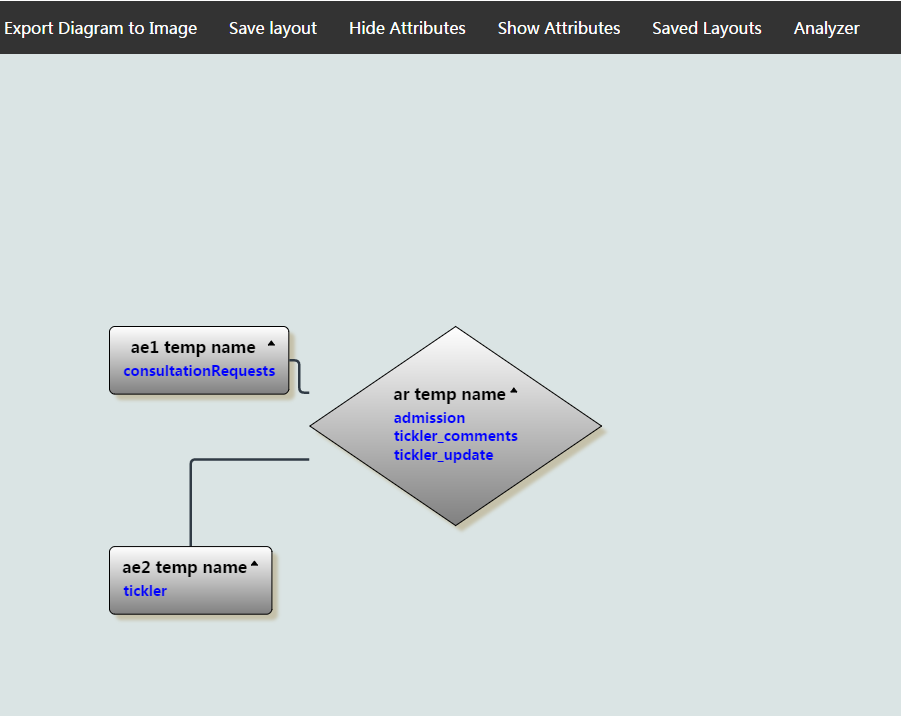 Export Diagram to Image Save layout Hide Attributes Show Attributes Saved Layouts Analyzer
ae1 temp name
consultationRequests
ar temp name
admission
tickler_comments
tickler_update
ae2 temp name
tickler